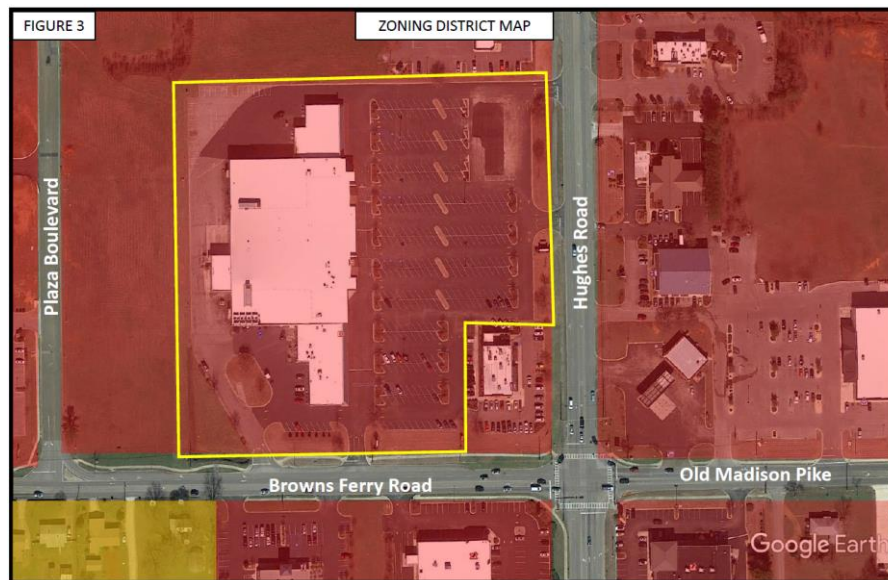 FIGURE 3
ZONING DISTRICT MAP
Plaza Boulevard
Hughes Road
Browns Ferry Road
Old Madison Pike
Google Earth